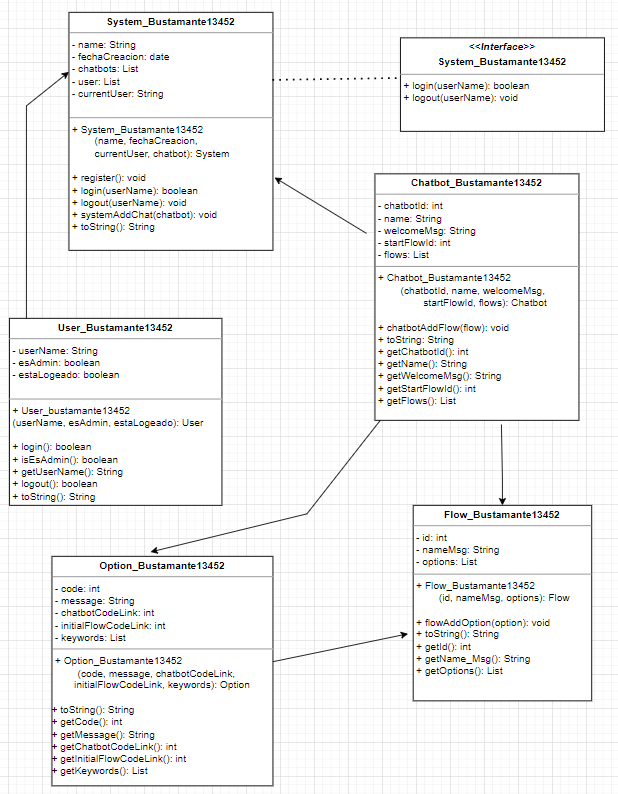 System_Bustamante13452
- name: String
- fechaCreacion: date
- chatbots: List
- user: List
- currentUser: String
+ System_Bustamante13452
(name, fechaCreacion,
currentUser, chatbot): System
+ register(): void
+ login(userName): boolean
+ logout(userName): void
+ systemAddChat(chatbot): void
+ toString(): String
<<Interface>>
System_Bustamante13452
+ login(userName): boolean
+ logout(userName): void
Chatbot_Bustamante13452
- chatbotId: int
- name: String
- welcomeMsg: String
- startFlowId: int
- flows: List
+ Chatbot_Bustamante13452
(chatbotId, name, welcomeMsg,
startFlowId, flows): Chatbot
+ chatbotAddFlow(flow): void
+ toString: String
+ getChatbotId(): int
+ getName(): String
+ getWelcomeMsg(): String
+ getStartFlowId(): int
+ getFlows(): List
User_Bustamante13452
- userName: String
- esAdmin: boolean
- estaLogeado: boolean
+ User_bustamante13452
(userName, esAdmin, estaLogeado): User
+ login(): boolean
+ isEsAdmin(): boolean
+ getUserName(): String
+ logout(): boolean
+ toString(): String
Flow_Bustamante13452
- id: int
- nameMsg: String
- options: List
+ Flow_Bustamante13452
(id, nameMsg, options): Flow
+ flowAddOption(option): void
+ toString(): String
+ getId(): int
+ getName_Msg(): String
+ getOptions(): List
Option_Bustamante13452
- code: int
- message: String
- chatbotCodeLink: int
- initialFlowCodeLink: int
- keywords: List
+ Option_Bustamante13452
(code, message, chatbotCodeLink,
initialFlowCodeLink, keywords): Option
+ toString(): String
+ getCode(): int
+ getMessage(): String
+ getChatbotCodeLink(): int
+ getInitialFlowCodeLink(): int
+ getKeywords(): List